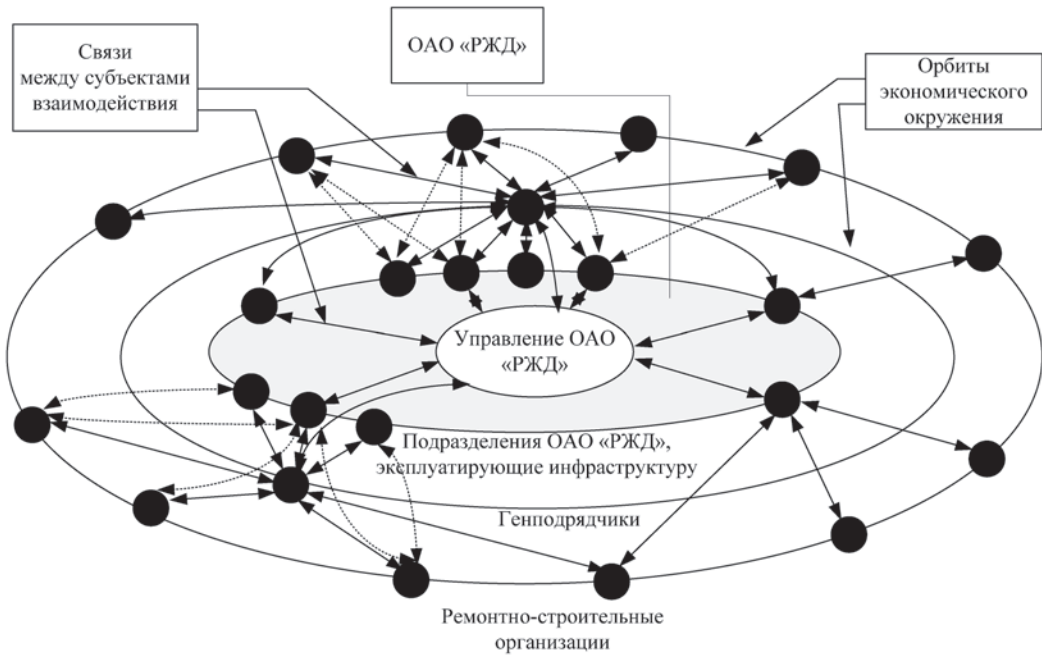 Связи
между субъектами
взаимодействия
ОАО «РЖД»
Орбиты
экономического
окружения
Управление ОАО
«РЖД»
Подразделения ОАО «РЖД»,
эксплуатирующие инфраструктуру
Генподрядчики
Ремонтно-строительные
организации